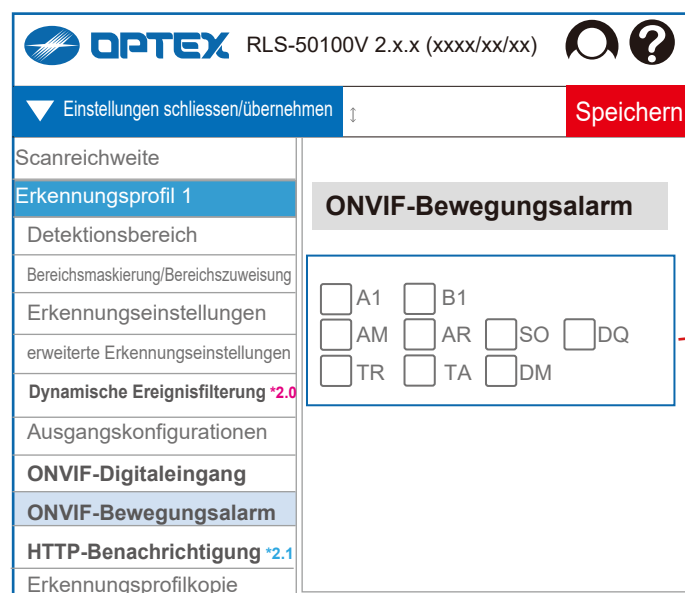 OPTEX RLS-50100V 2.x.x (xxxx/xx/xx) ?
Einstellungen schliessen/übernehmen ↕ Speichern
Scanreichweite
Erkennungsprofil 1
Detektionsbereich
Bereichsmaskierung/Bereichszuweisung
Erkennungseinstellungen
erweiterte Erkennungseinstellungen
Dynamische Ereignisfilterung *2.0
Ausgangskonfigurationen
ONVIF-Digitaleingang
ONVIF-Bewegungsalarm
HTTP-Benachrichtigung *2.1
Erkennungsprofilkopie
ONVIF-Bewegungsalarm
A1 B1
AM AR SO DQ
TR TA DM